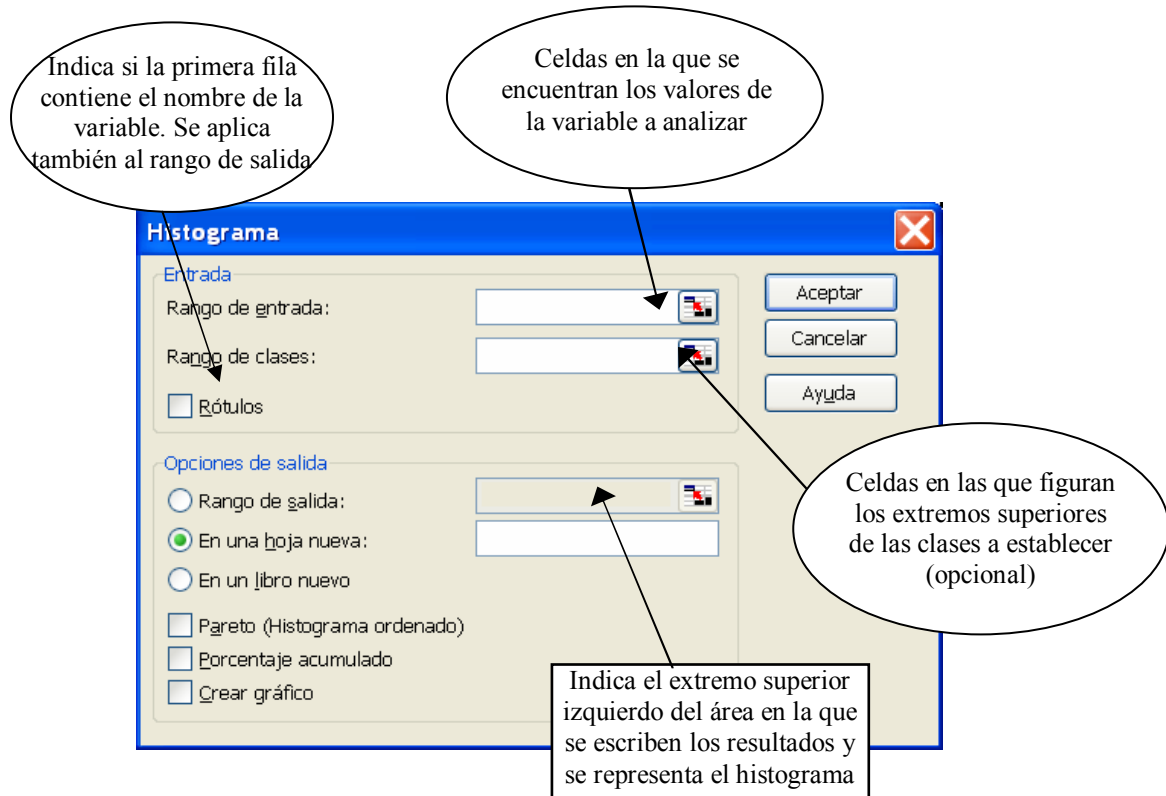 Indica si la primera fila
contiene el nombre de la
variable. Se aplica
también al rango de salida
Celdas en la que se
encuentran los valores de
la variable a analizar
Histograma
Entrada
Rango de entrada:
Rango de clases:
Rótulos
Aceptar
Cancelar
Ayuda
Opciones de salida
Rango de salida:
En una hoja nueva:
En un libro nuevo
Pareto (Histograma ordenado)
Porcentaje acumulado
Crear gráfico
Celdas en las que figuran
los extremos superiores
de las clases a establecer
(opcional)
Indica el extremo superior
izquierdo del área en la que
se escriben los resultados y
se representa el histograma